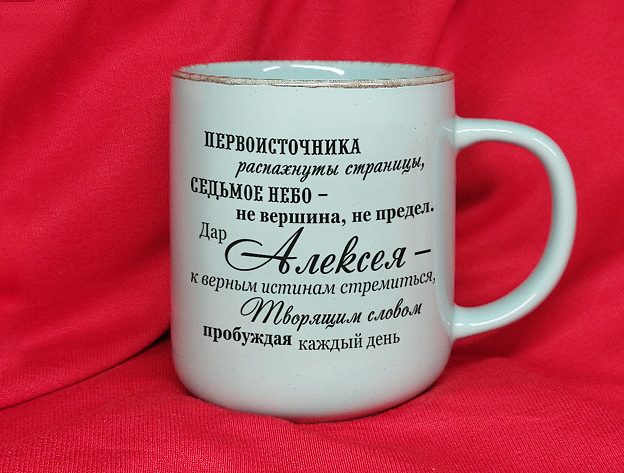 ПЕРВОИСТОЧНИКА
распахнуты страницы,
СЕДЬМОЕ НЕБО –
не вершина, не предел.
Дар Алексея –
к верным истинам стремиться,
Творящим словом
пробуждая каждый день